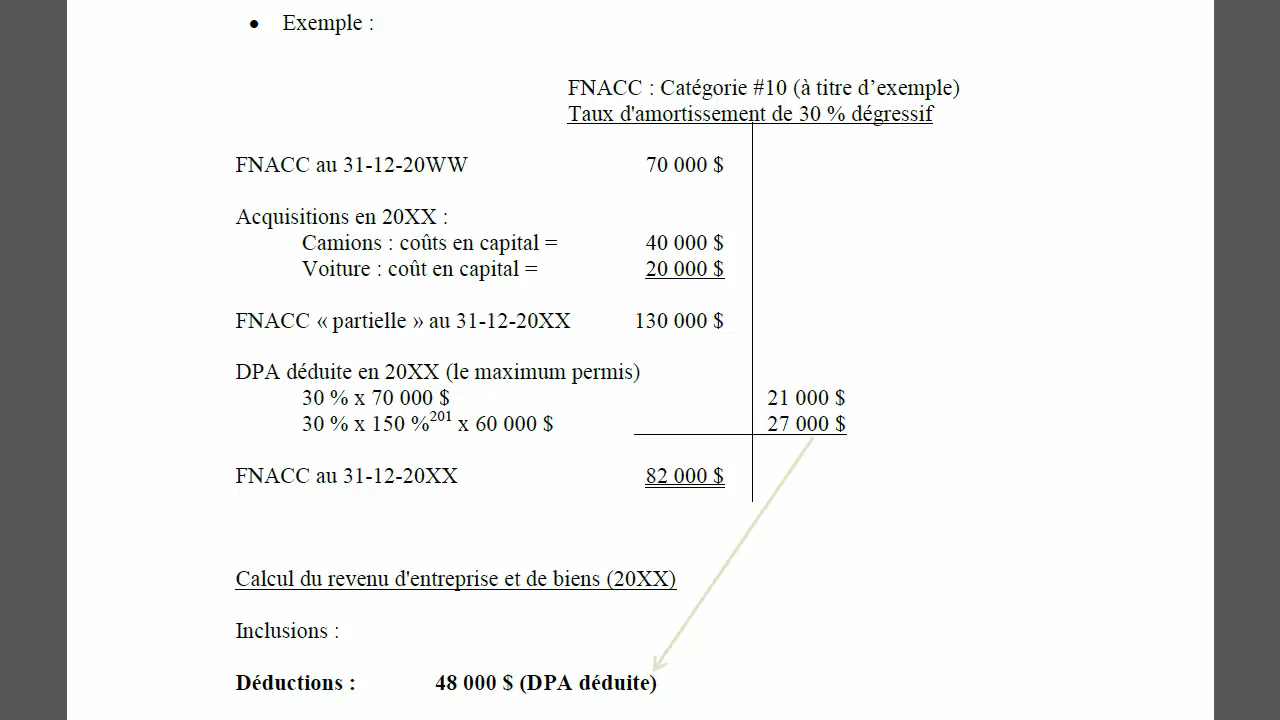 • Exemple :
FNACC : Catégorie #10 (à titre d’exemple)
Taux d'amortissement de 30 % dégressif
FNACC au 31-12-20WW 70 000 $
Acquisitions en 20XX :
Camions : coûts en capital = 40 000 $
Voiture : coût en capital = 20 000 $
FNACC « partielle » au 31-12-20XX 130 000 $
DPA déduite en 20XX (le maximum permis)
30 % x 70 000 $ 21 000 $
30 % x 150 %201 x 60 000 $ 27 000 $
FNACC au 31-12-20XX 82 000 $
Calcul du revenu d'entreprise et de biens (20XX)
Inclusions :
Déductions : 48 000 $ (DPA déduite)